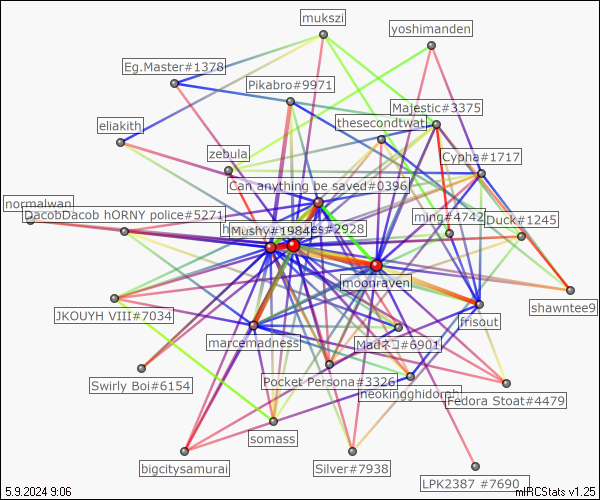 mukszi
yoshimanden
Eg.Master#1378
Pikabro#9971
Majestic#3375
thesecondtwat
eliakith
zebula
Cypha#1717
Can anything be saved#0396
normalwan
DacobDacob hORNY police#5271
ming#4742
Duck#1245
Mushy#1984
es#2928
moonraven
shawntee9
JKOUYH VIII#7034
frisout
marcemadness
Madネコ#6901
Swirly Boi#6154
Pocket Persona#3326
neokingghidorah
Fedora Stoat#4479
somass
bigcitysamurai
Silver#7938
LPK2387 #7690
5.9.2024 9:06
mIRCStats v1.25